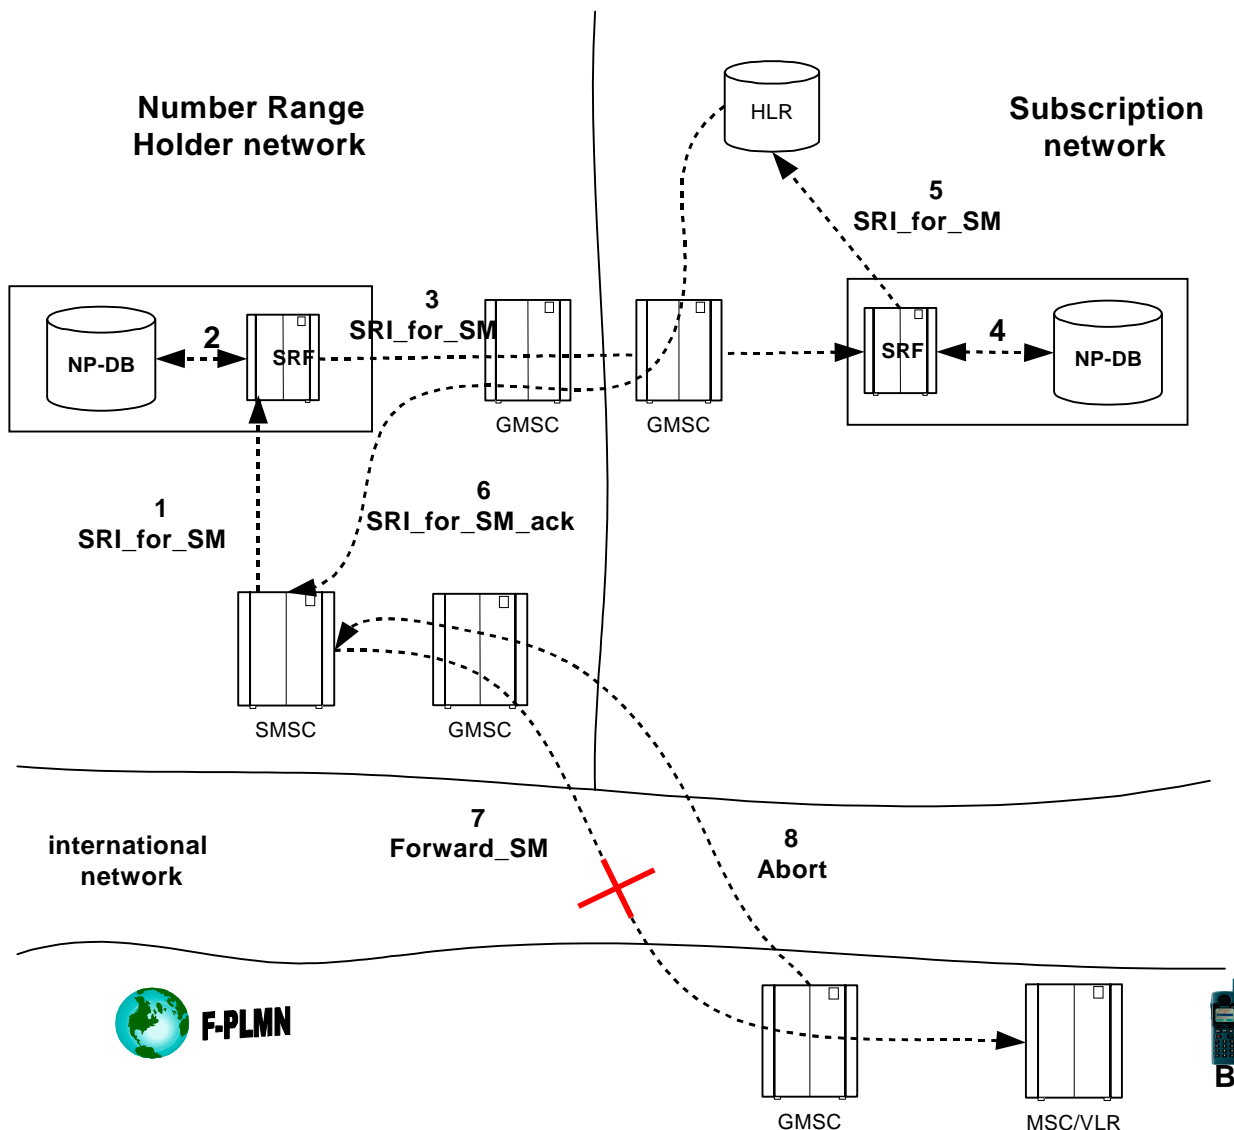 Number Range
Holder network
HLR
Subscription
network
5
SRI_for_SM
3
SRI_for_SM
2
NP-DB
SRF
GMSC
GMSC
SRF
4
NP-DB
1
SRI_for_SM
6
SRI_for_SM_ack
SMSC
GMSC
7
Forward_SM
8
Abort
international
network
F-PLMN
GMSC
MSC/VLR
B